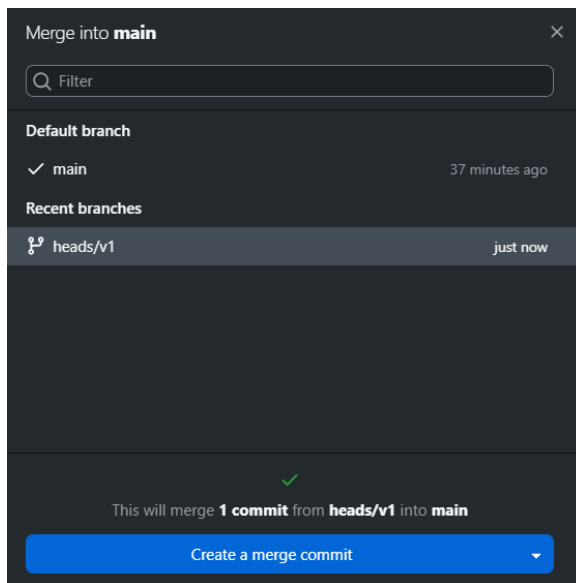 Merge into main
Filter
Default branch
main 37 minutes ago
Recent branches
heads/v1 just now
This will merge 1 commit from heads/v1 into main
Create a merge commit